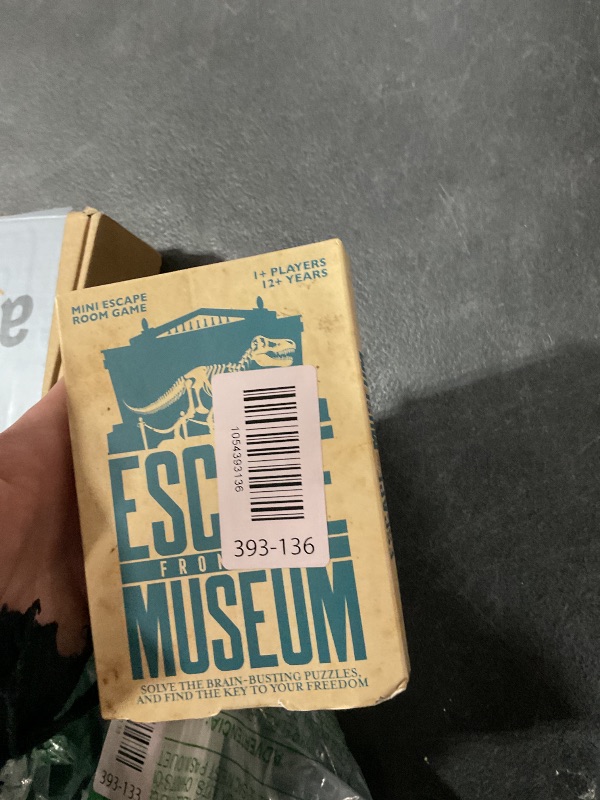 MINI ESCAPE
ROOM GAME
1+ PLAYERS
12+ YEARS
1054393136
393-136
FROM
MUSEUM
SOLVE THE BRAIN-BUSTING PUZZLES,
AND FIND THE KEY TO YOUR FREEDOM
393-133